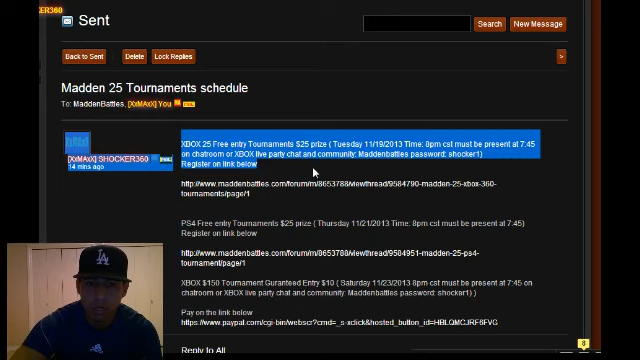 CKER360
Sent
Search
New Message
Back to Sent
Delete
Lock Replies
>
Madden 25 Tournaments schedule
To: MaddenBattles, [XxMAxX] You
[XxMAxX] SHOCKER360
14 mins ago
XBOX 25 Free entry Tournaments $25 prize ( Tuesday 11/19/2013 Time: 8pm cst must be present at 7:45
on chatroom or XBOX live party chat and community: Maddenbattles password: shocker1)
Register on link below
http://www.maddenbattles.com/forum/m/8653788/viewthread/9584790-madden-25-xbox-360-
tournaments/page/1
PS4 Free entry Tournaments $25 prize ( Thursday 11/21/2013 Time: 8pm cst must be present at 7:45)
Register on link below
http://www.maddenbattles.com/forum/m/8653788/viewthread/9584951-madden-25-ps4-
tournament/page/1
XBOX $150 Tournament Guranteed Entry $10 ( Saturday 11/23/2013 8pm cst must be present at 7:45 on
chatroom or XBOX live party chat and community: Maddenbattles password: shocker1) )
Pay on the link below
https://www.paypal.com/cgi-bin/webscr?cmd=_s-xclick&hosted_button_id=HBLQMCJRF6FVG
Reply to All
8
LA